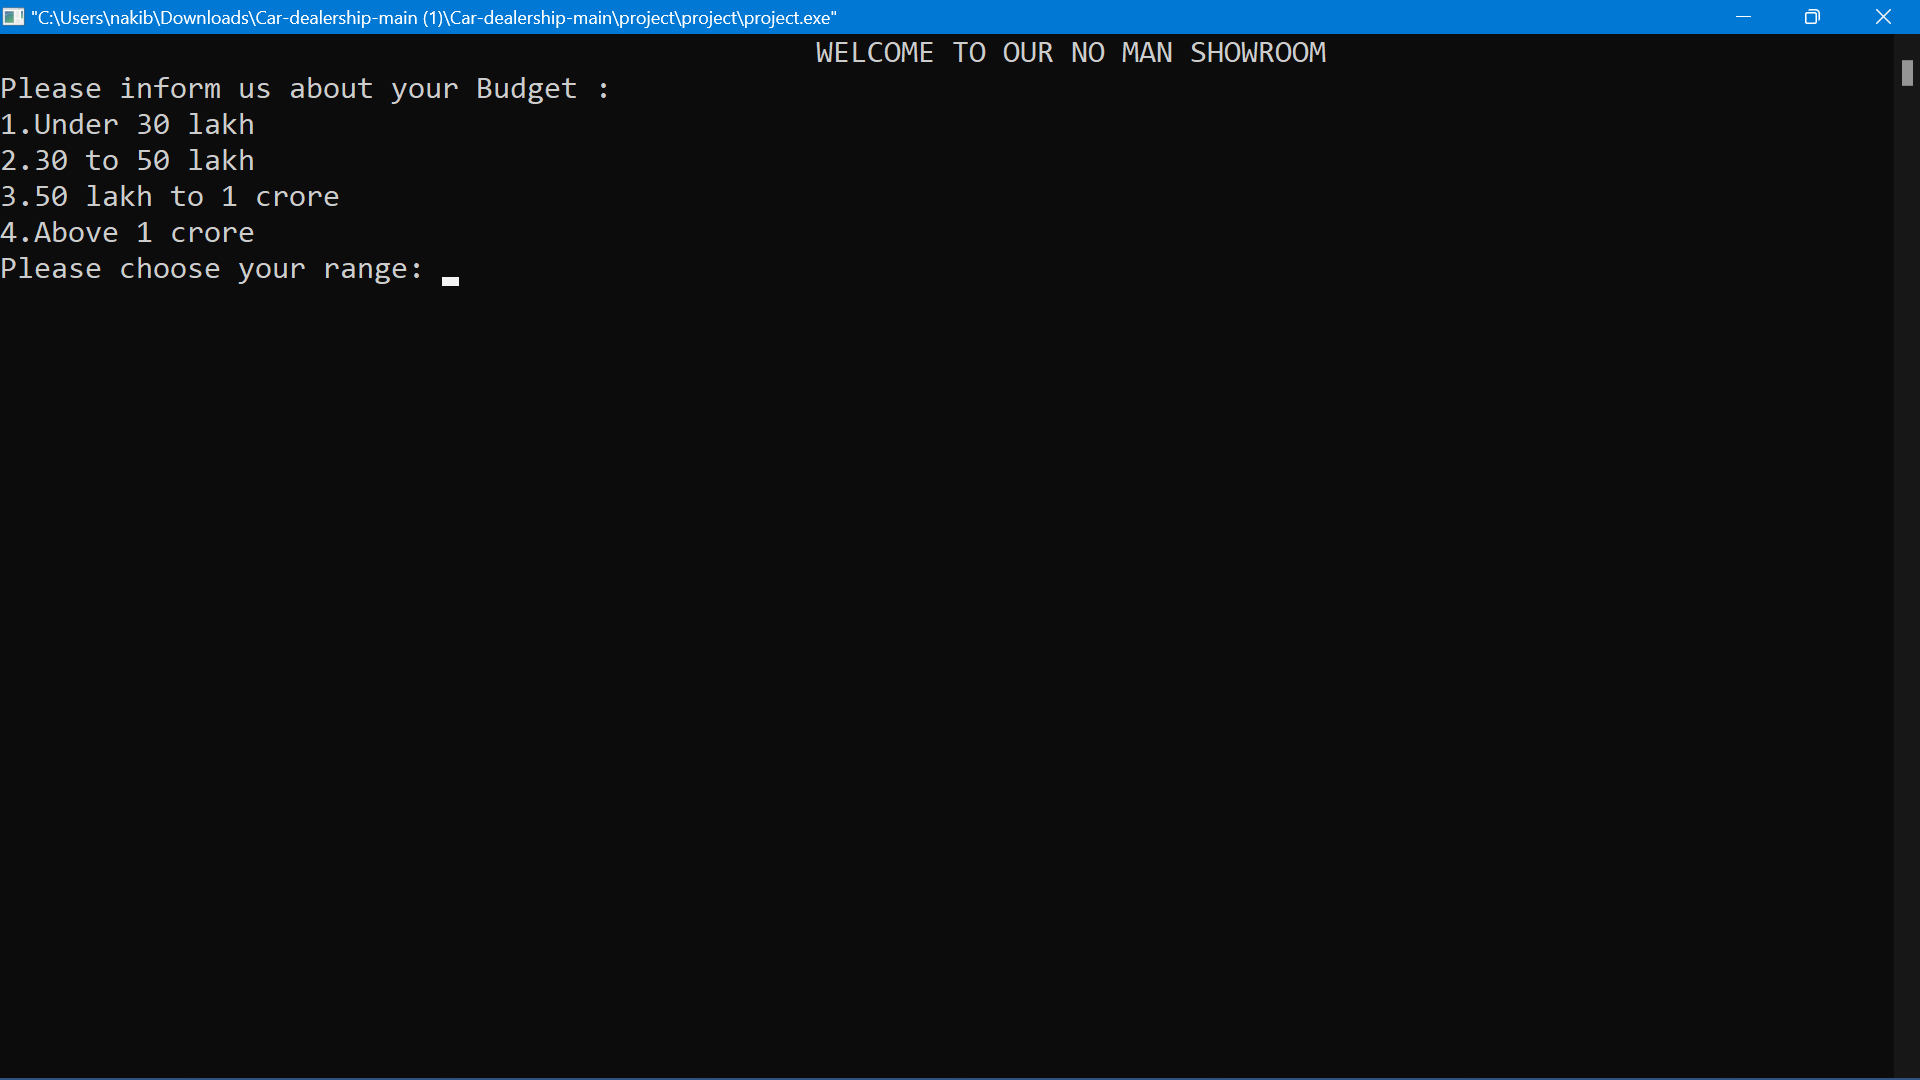 "C:\Users\nakib\Downloads\Car-dealership-main (1)\Car-dealership-main\project\project\project.exe"
WELCOME TO OUR NO MAN SHOWROOM
Please inform us about your Budget :
1.Under 30 lakh
2.30 to 50 lakh
3.50 lakh to 1 crore
4.Above 1 crore
Please choose your range: